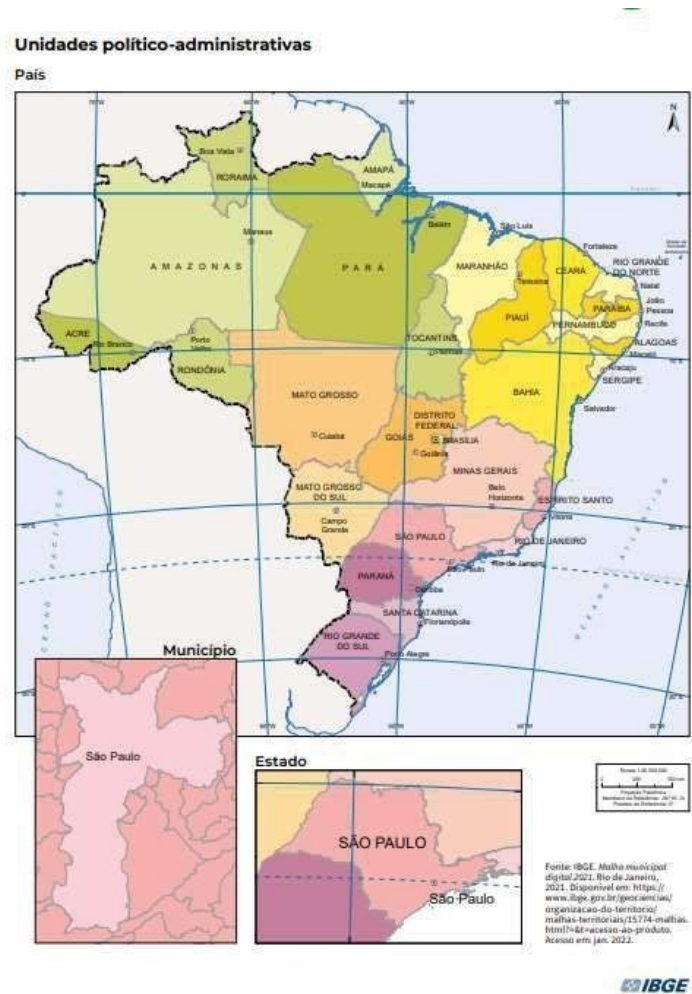 Unidades político-administrativas
País
N
Boa Vista
RORAIMA
AMAPÁ
Macapá
Manaus
AMAZONAS
PARÁ
Belém
São Luís
MARANHÃO
Fortaleza
CEARÁ
RIO GRANDE
DO NORTE
Natal
Teresina
PIAUÍ
PARAÍBA
João
Pessoa
PERNAMBUCO
Recife
ALAGOAS
Maceió
Aracaju
SERGIPE
ACRE
Rio Branco
Porto
Velho
RONDÔNIA
TOCANTINS
Palmas
MATO GROSSO
BAHIA
Salvador
DISTRITO
FEDERAL
BRASÍLIA
GOIÁS
Goiânia
Cuiabá
MINAS GERAIS
Belo
Horizonte
MATO GROSSO
DO SUL
Campo
Grande
ESPÍRITO SANTO
Vitória
SÃO PAULO
São Paulo
RIO DE JANEIRO
Rio de Janeiro
PARANÁ
Curitiba
SANTA CATARINA
Florianópolis
RIO GRANDE
DO SUL
Porto Alegre
OCEANO PACÍFICO
OCEANO ATLÂNTICO
Município
São Paulo
Estado
SÃO PAULO
São Paulo
Fonte: IBGE. Malha municipal
digital 2021. Rio de Janeiro,
2021. Disponível em: https://
www.ibge.gov.br/geociencias/
organizacao-do-territorio/
malhas-territoriais/15774-malhas.
html?=&t=acesso-ao-produto.
Acesso em: jan. 2022.
IBGE